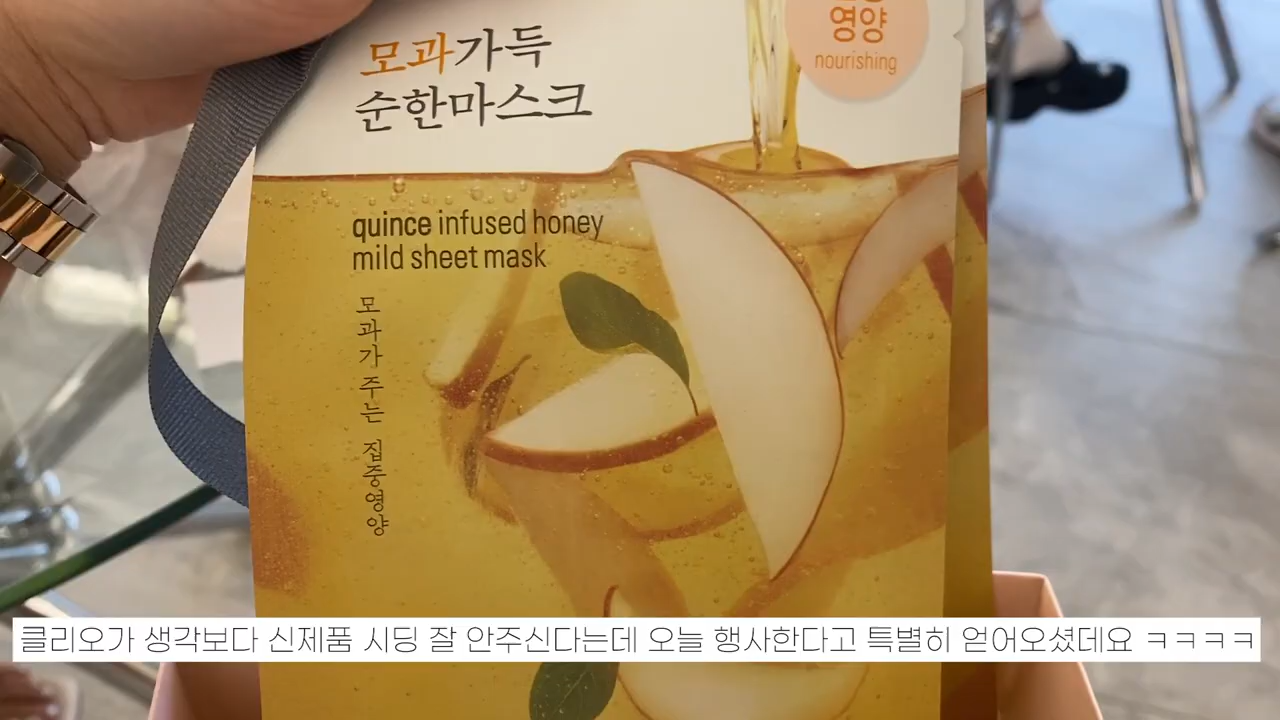 모과가득
순한마스크
영양
nourishing
quince infused honey
mild sheet mask
모과가 주는 집중영양
클리오가 생각보다 신제품 시딩 잘 안주신다는데 오늘 행사한다고 특별히 얻어오셨데요 ㅋㅋㅋㅋ